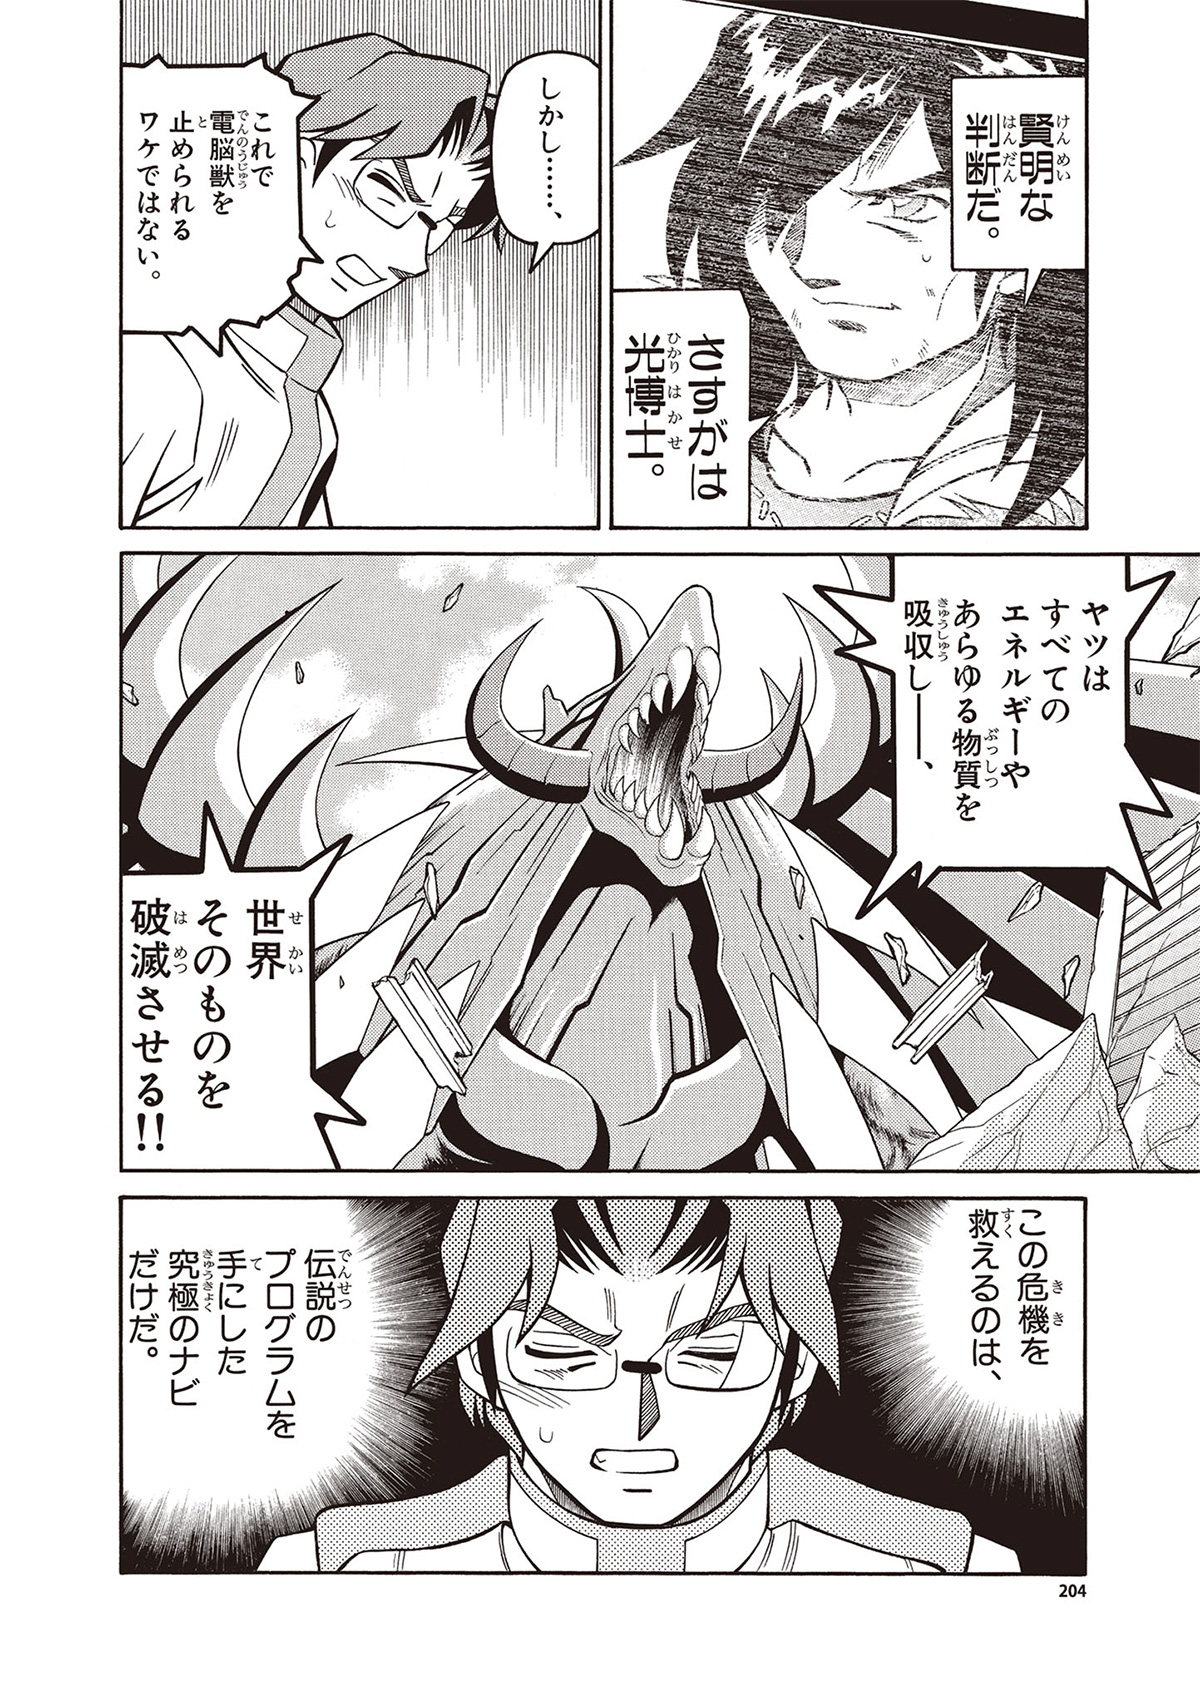 賢明な
判断だ。
さすがは
光博士。
しかし……、
これで
電脳獣を
止められる
ワケではない。
ヤツは
すべての
エネルギーや
あらゆる物質を
吸収し――、
世界
そのものを
破滅させる!!
この危機を
救えるのは、
伝説の
プログラムを
手にした
究極のナビ
だけだ。
204